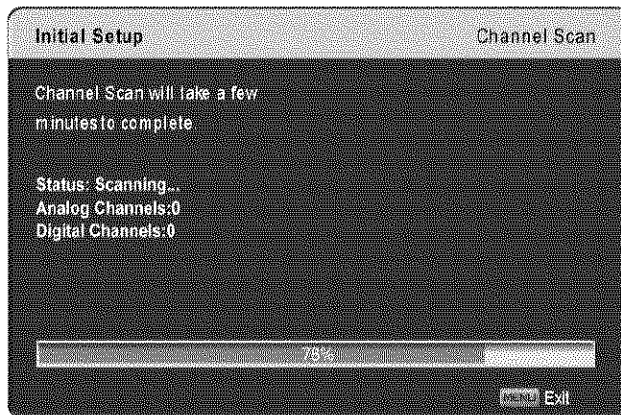 Initial Setup Channel Scan
Channel Scan will take a few
minutes to complete
Status: Scanning...
Analog Channels:0
Digital Channels:0
79%
MENU Exit